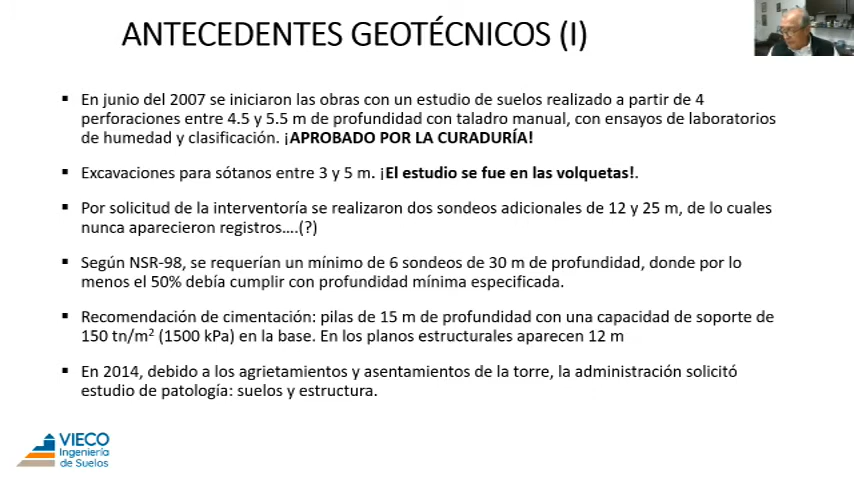 ANTECEDENTES GEOTÉCNICOS (I)
▪ En junio del 2007 se iniciaron las obras con un estudio de suelos realizado a partir de 4
perforaciones entre 4.5 y 5.5 m de profundidad con taladro manual, con ensayos de laboratorios
de humedad y clasificación. ¡APROBADO POR LA CURADURÍA!
▪ Excavaciones para sótanos entre 3 y 5 m. ¡El estudio se fue en las volquetas!.
▪ Por solicitud de la interventoría se realizaron dos sondeos adicionales de 12 y 25 m, de lo cuales
nunca aparecieron registros....(?)
▪ Según NSR-98, se requerían un mínimo de 6 sondeos de 30 m de profundidad, donde por lo
menos el 50% debía cumplir con profundidad mínima especificada.
▪ Recomendación de cimentación: pilas de 15 m de profundidad con una capacidad de soporte de
150 tn/m² (1500 kPa) en la base. En los planos estructurales aparecen 12 m
▪ En 2014, debido a los agrietamientos y asentamientos de la torre, la administración solicitó
estudio de patología: suelos y estructura.
VIECO
Ingeniería
de Suelos